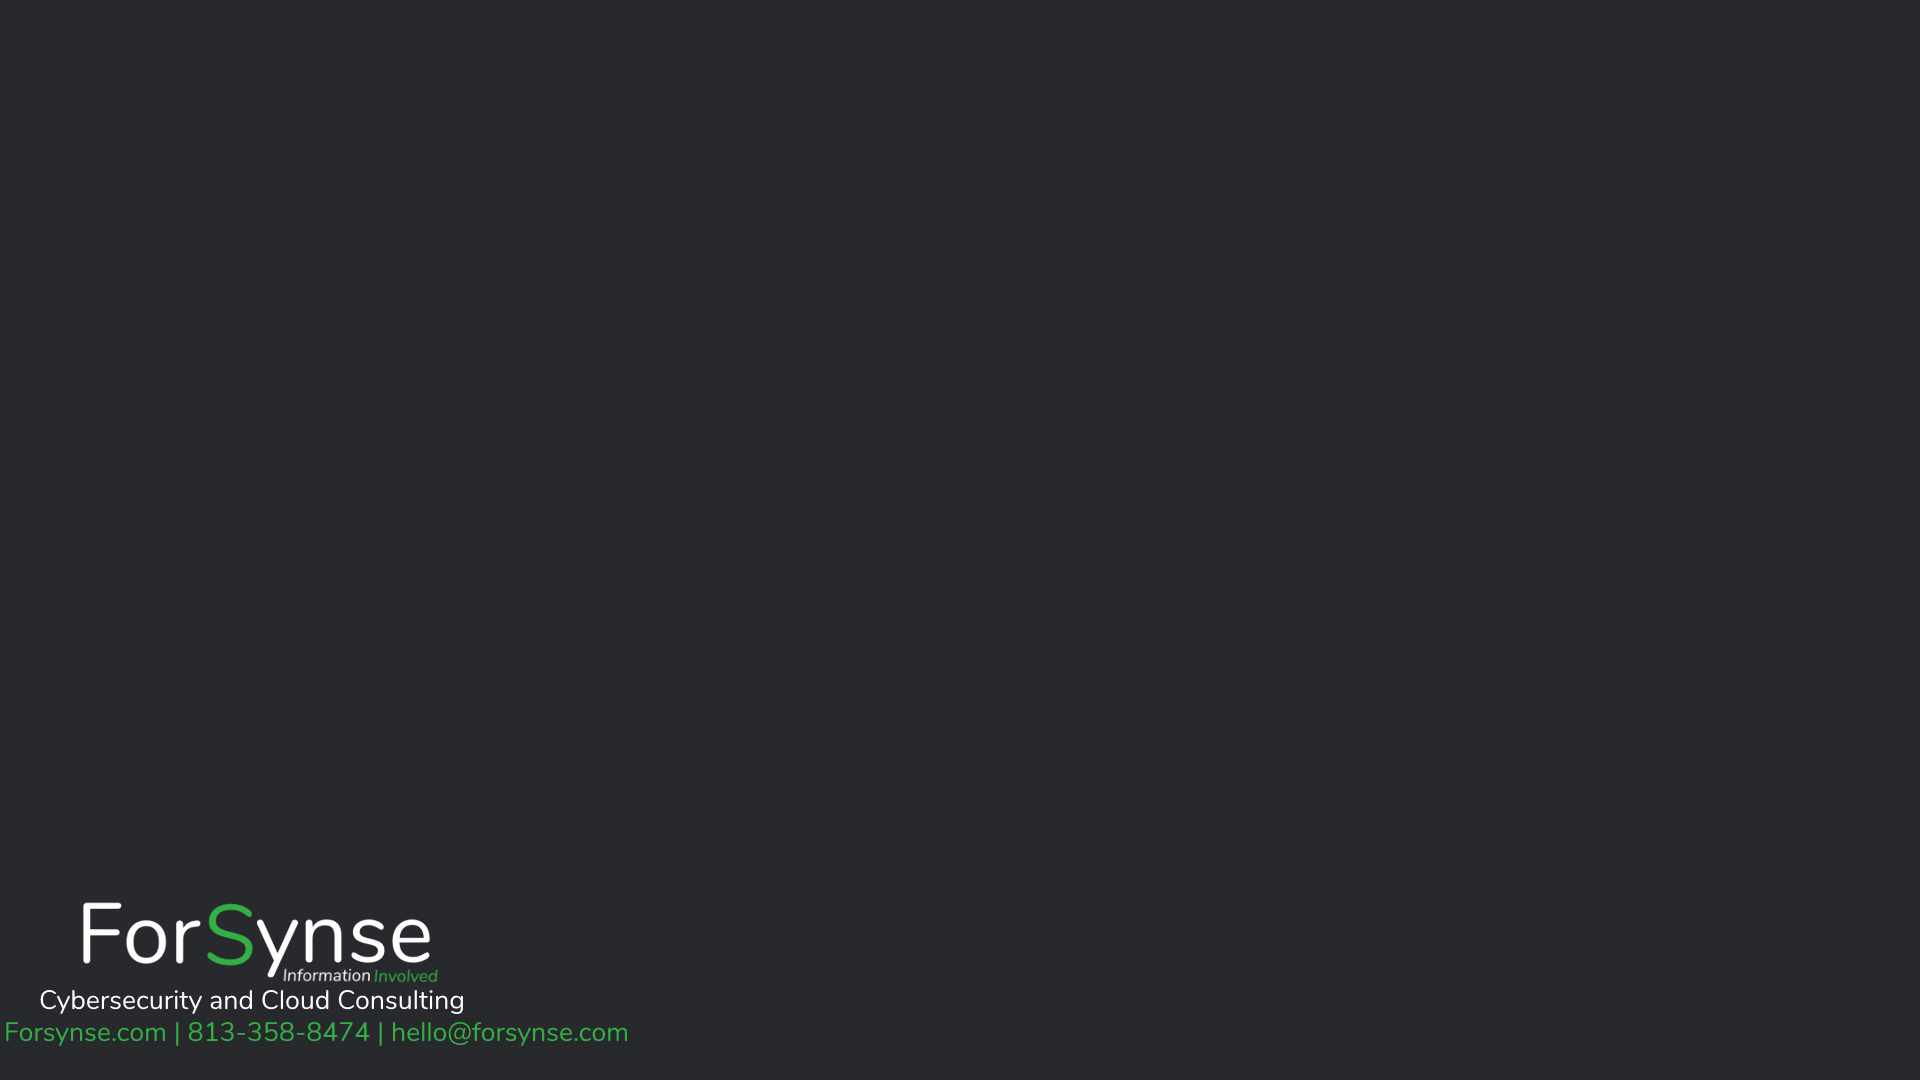 ForSynse
Information Involved
Cybersecurity and Cloud Consulting
Forsynse.com | 813-358-8474 | hello@forsynse.com